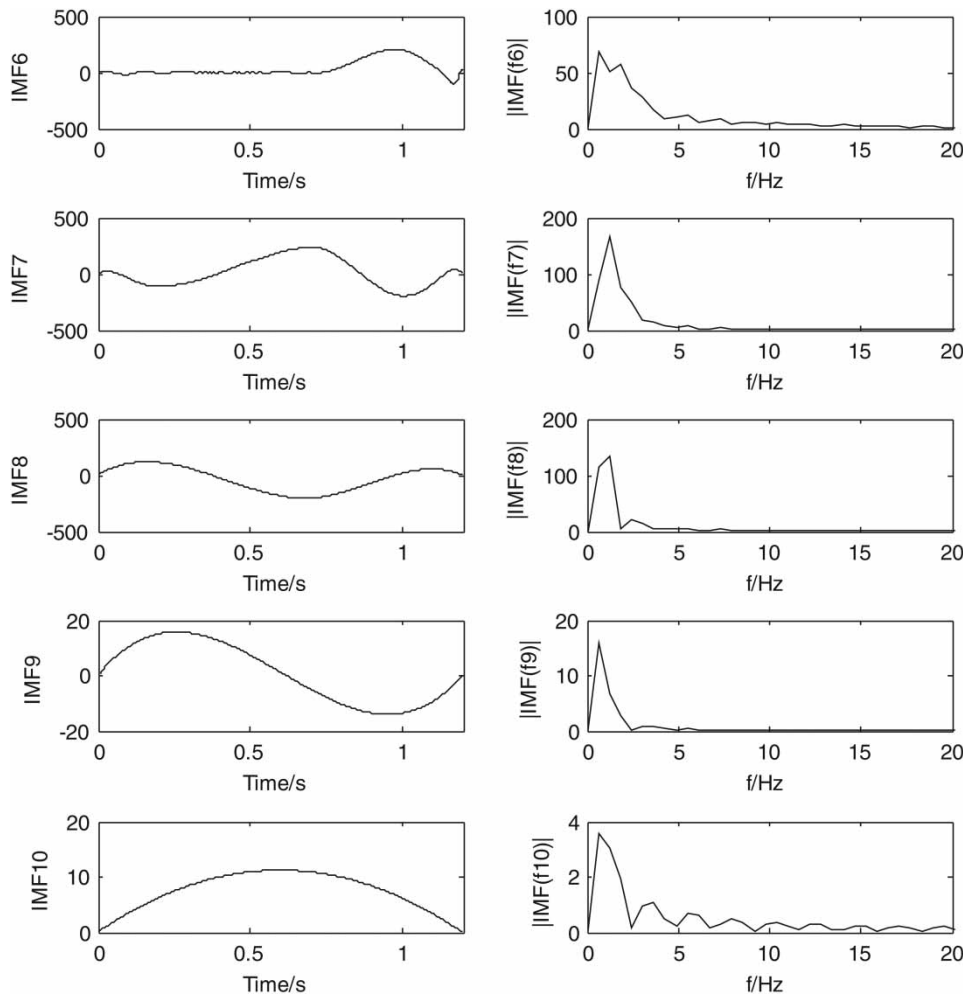 500
0
-500
IMF6
0 0.5 1
Time/s
100
50
0
|IMF(f6)|
0 5 10 15 20
f/Hz
500
0
-500
IMF7
0 0.5 1
Time/s
200
100
0
|IMF(f7)|
0 5 10 15 20
f/Hz
500
0
-500
IMF8
0 0.5 1
Time/s
200
100
0
|IMF(f8)|
0 5 10 15 20
f/Hz
20
0
-20
IMF9
0 0.5 1
Time/s
20
10
0
|IMF(f9)|
0 5 10 15 20
f/Hz
20
10
0
IMF10
0 0.5 1
Time/s
4
2
0
|IMF(f10)|
0 5 10 15 20
f/Hz